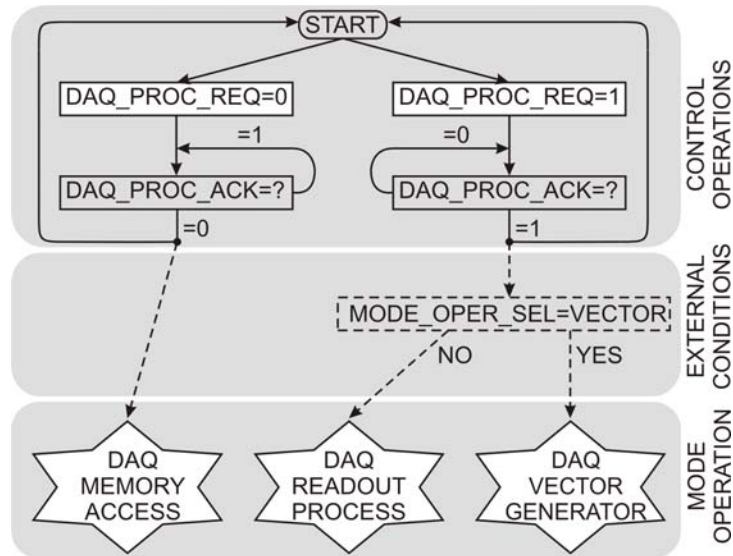 START
DAQ_PROC_REQ=0
DAQ_PROC_REQ=1
=1
=0
DAQ_PROC_ACK=?
DAQ_PROC_ACK=?
=0
=1
CONTROL
OPERATIONS
MODE_OPER_SEL=VECTOR
NO
YES
EXTERNAL
CONDITIONS
DAQ
MEMORY
ACCESS
DAQ
READOUT
PROCESS
DAQ
VECTOR
GENERATOR
MODE
OPERATION